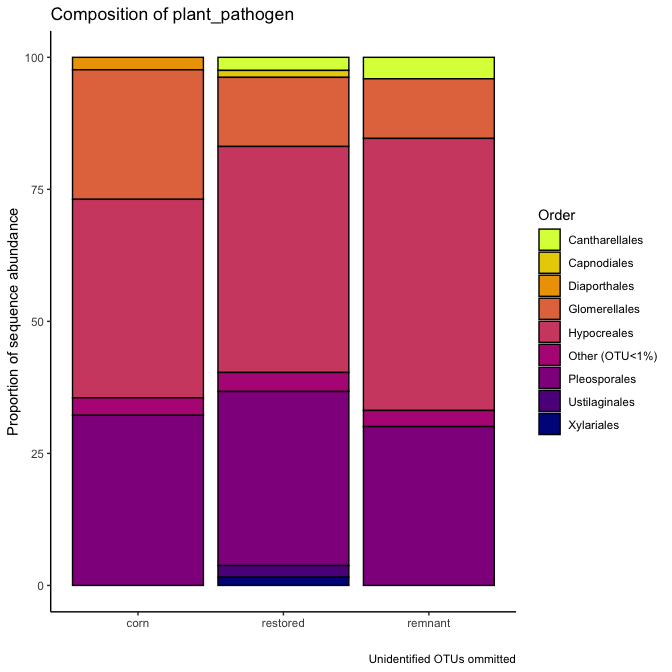 Composition of plant_pathogen
Proportion of sequence abundance
100
75
50
25
0
corn
restored
remnant
Order
Cantharellales
Capnodiales
Diaporthales
Glomerellales
Hypocreales
Other (OTU<1%)
Pleosporales
Ustilaginales
Xylariales
Unidentified OTUs ommitted